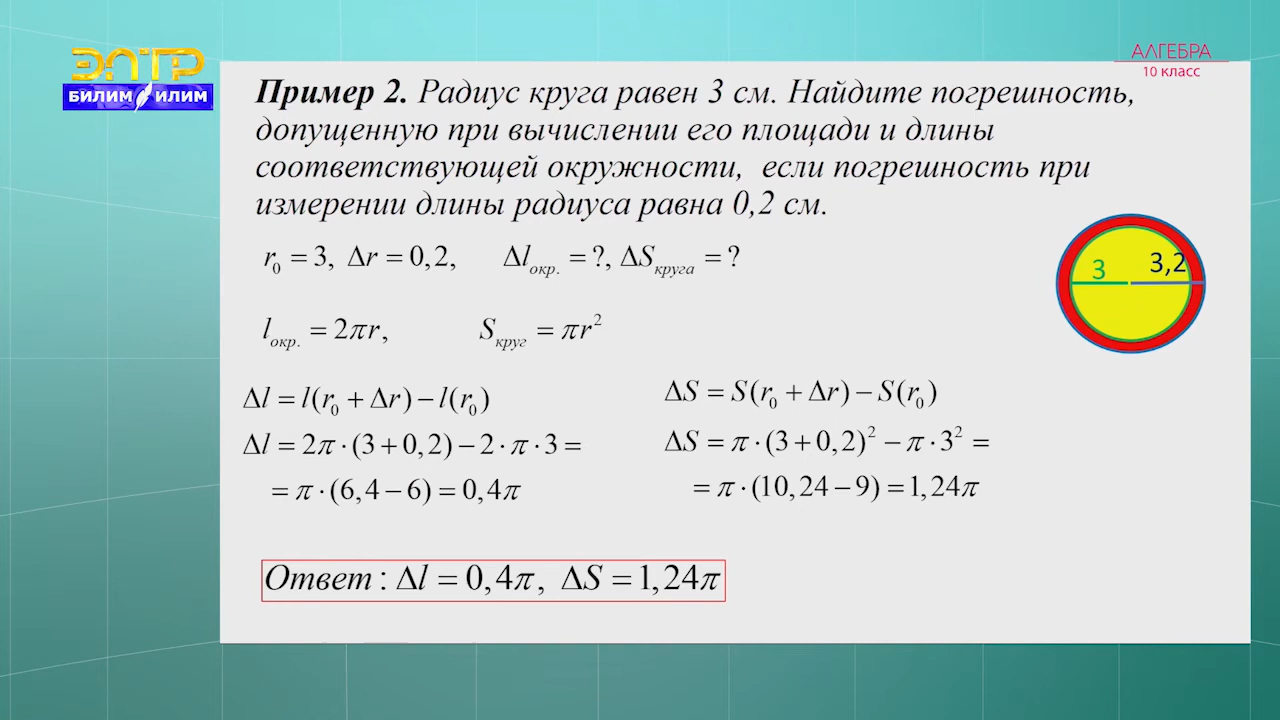 ЭЛТР
БИЛИМ ИЛИМ
АЛГЕБРА
10 класс
Пример 2. Радиус круга равен 3 см. Найдите погрешность,
допущенную при вычислении его площади и длины
соответствующей окружности, если погрешность при
измерении длины радиуса равна 0,2 см.
r₀ = 3, Δr = 0,2, Δlокр. = ?, ΔSкруга = ?
3 3,2
lокр. = 2πr, Sкруг = πr²
Δl = l(r₀ + Δr) − l(r₀)
Δl = 2π·(3+0,2)−2·π·3 =
= π·(6,4−6) = 0,4π
ΔS = S(r₀ + Δr) − S(r₀)
ΔS = π·(3+0,2)² − π·3² =
= π·(10,24−9) = 1,24π
Ответ: Δl = 0,4π, ΔS = 1,24π